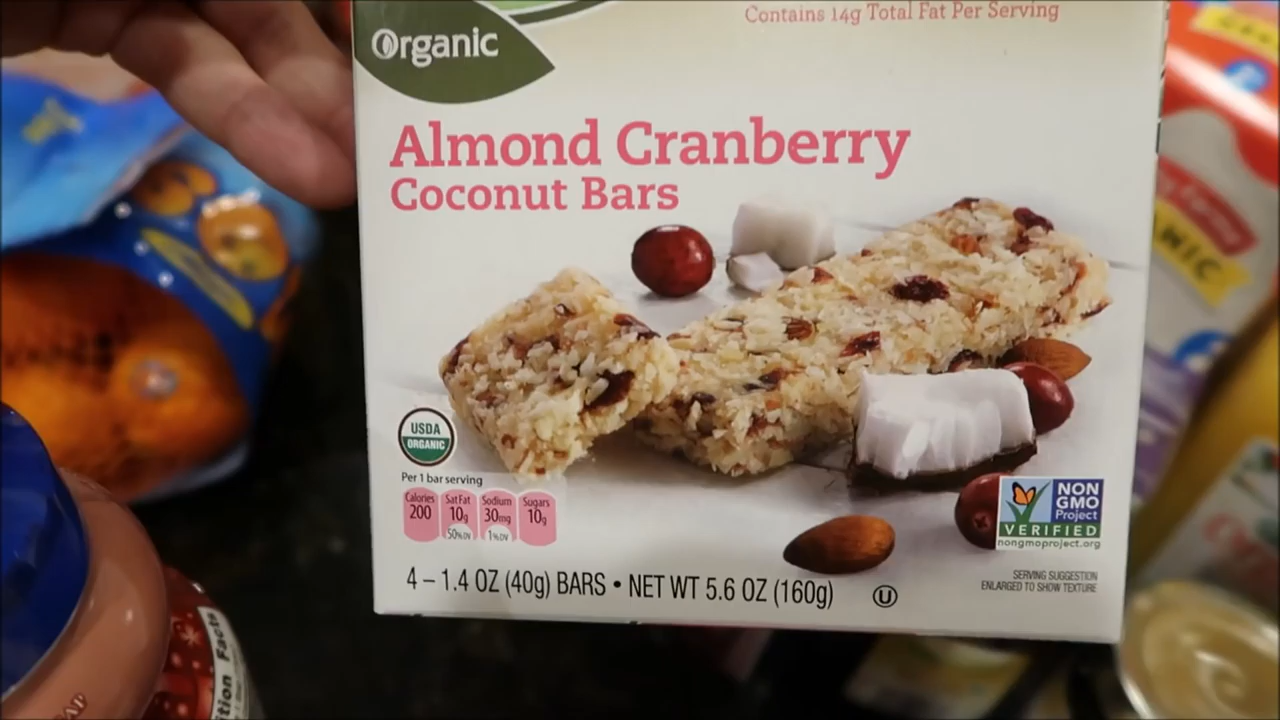 Contains 14g Total Fat Per Serving
Organic
Almond Cranberry
Coconut Bars
USDA
ORGANIC
Per 1 bar serving
Calories
200
Sat Fat
10g
50% DV
Sodium
30mg
1% DV
Sugars
10g
NON
GMO
Project
VERIFIED
nongmoproject.org
4 – 1.4 OZ (40g) BARS • NET WT 5.6 OZ (160g)
U
SERVING SUGGESTION
ENLARGED TO SHOW TEXTURE
Facts